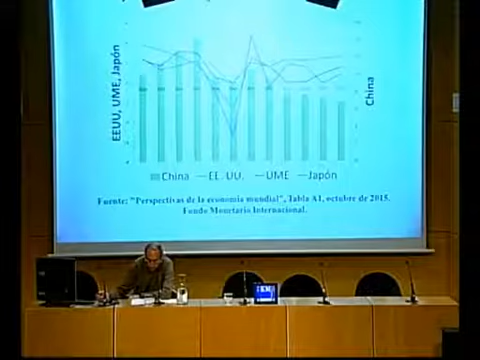 EEUU, UME, Japón
China
China EE. UU. UME Japón
Fuente: "Perspectivas de la economía mundial", Tabla A1, octubre de 2015.
Fondo Monetario Internacional.